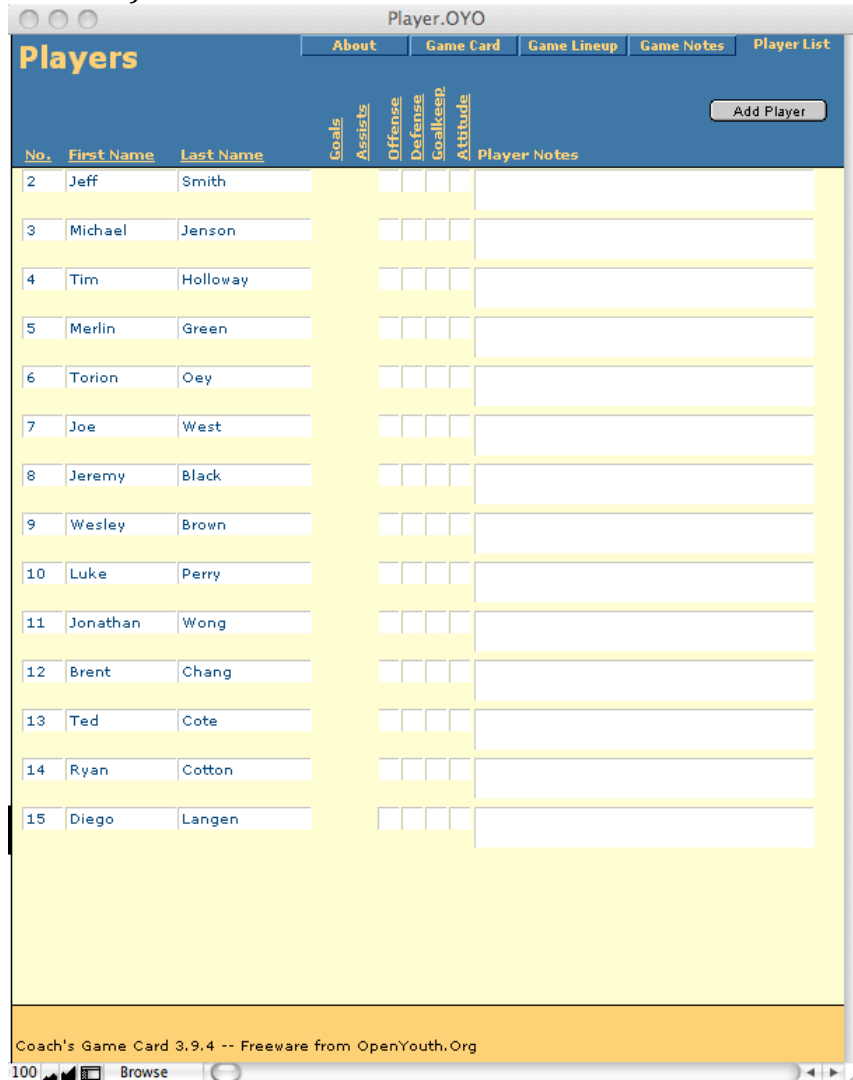 Player.OYO
Players
About Game Card Game Lineup Game Notes Player List
Add Player
No. First Name Last Name Goals Assists Offense Defense Goalkeep Attitude Player Notes
2 Jeff Smith
3 Michael Jenson
4 Tim Holloway
5 Merlin Green
6 Torion Oey
7 Joe West
8 Jeremy Black
9 Wesley Brown
10 Luke Perry
11 Jonathan Wong
12 Brent Chang
13 Ted Cote
14 Ryan Cotton
15 Diego Langen
Coach's Game Card 3.9.4 -- Freeware from OpenYouth.Org
100 Browse